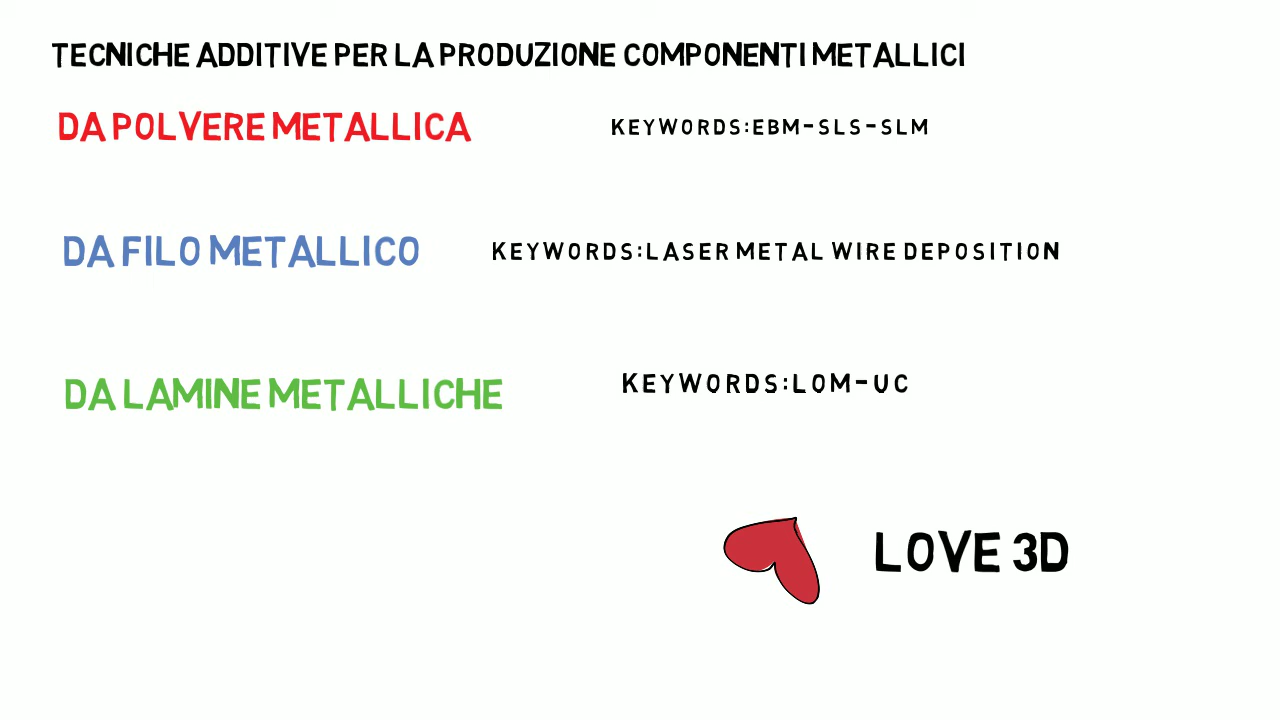 TECNICHE ADDITIVE PER LA PRODUZIONE COMPONENTI METALLICI
DA POLVERE METALLICA KEYWORDS:EBM-SLS-SLM
DA FILO METALLICO KEYWORDS:LASER METAL WIRE DEPOSITION
DA LAMINE METALLICHE KEYWORDS:LOM-UC
LOVE 3D